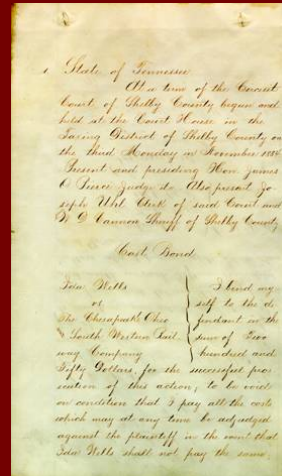 State of Tennessee
At a time of the Circuit
Court of Shelby County begun and
held at the Court House in the
Taxing District of Shelby County on
the third Monday in November 1884
Present and presiding Hon. James
O Pierce Judge &c. Also present Jo-
seph Uhl Clerk of said Court and
W D Cannon Sheriff of Shelby County
Cost Bond
Ida Wells
vs
The Chesapeake Ohio
& South Western Rail
way Company
I bind my
self to the de
fendant in the
sum of Two
hundred and
Fifty Dollars, for the successful pros
ecution of this action, to be void
on condition that I pay all the costs
which may at any time be adjudged
against the plaintiff in the event that
Ida Wells shall not pay the same.